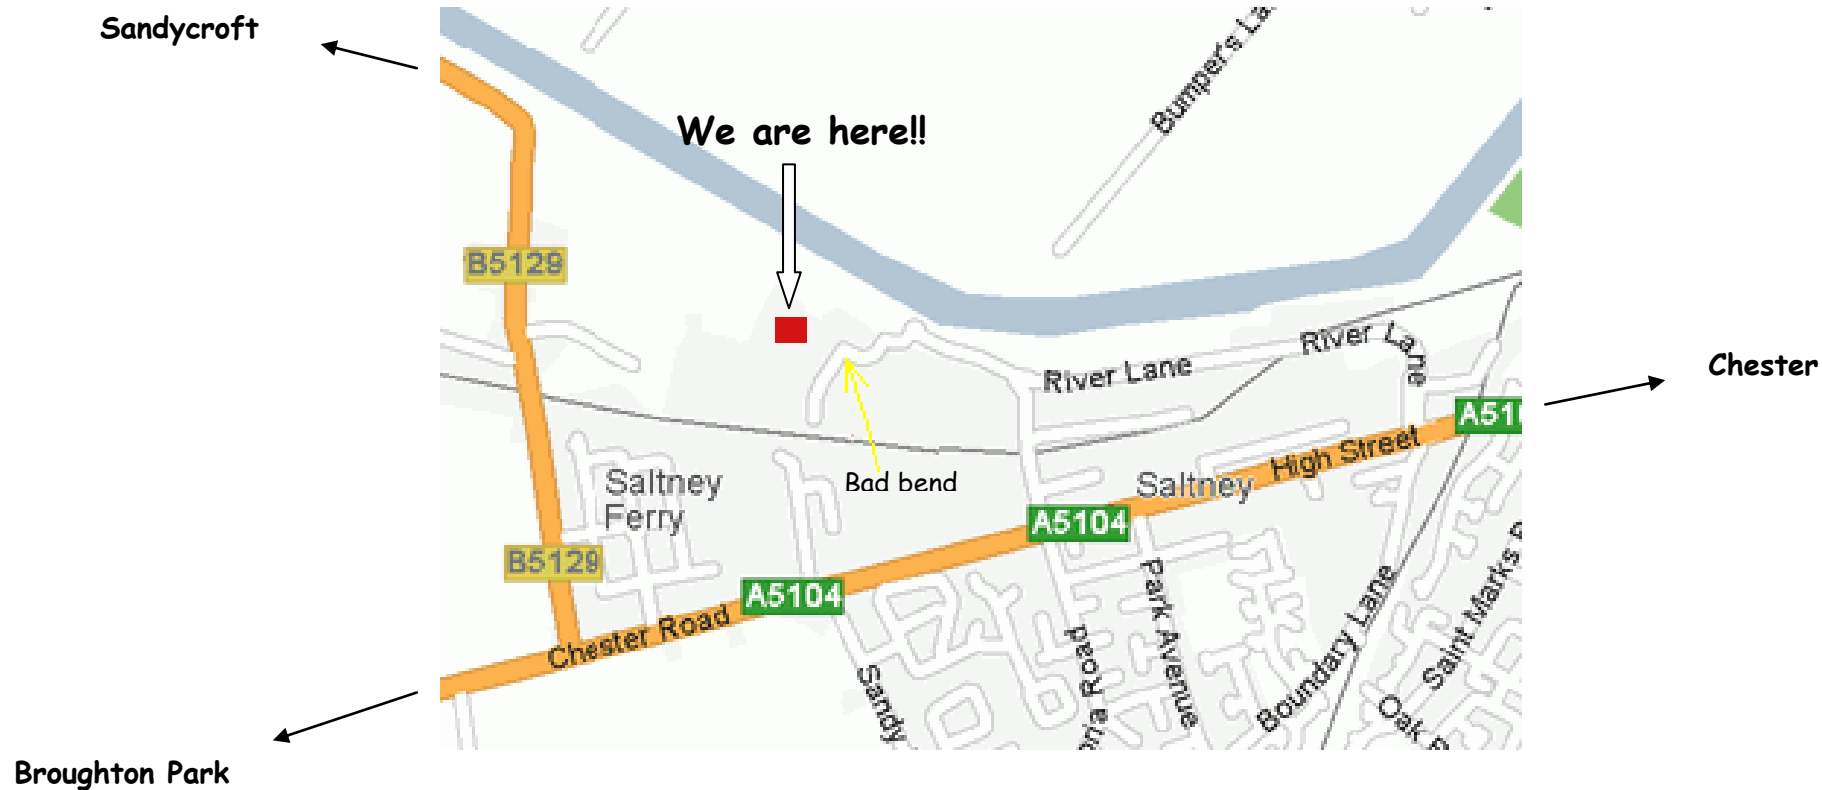 Sandycroft
Bumper's La
We are here!!
B5129
River Lane
River Lane
Chester
A510
High Street
Saltney
Ferry
Bad bend
Saltney
A5104
B5129
A5104
Chester Road
Park Avenue
Boundary Lane
Saint Marks
Sandy
a Road
Oak
Broughton Park